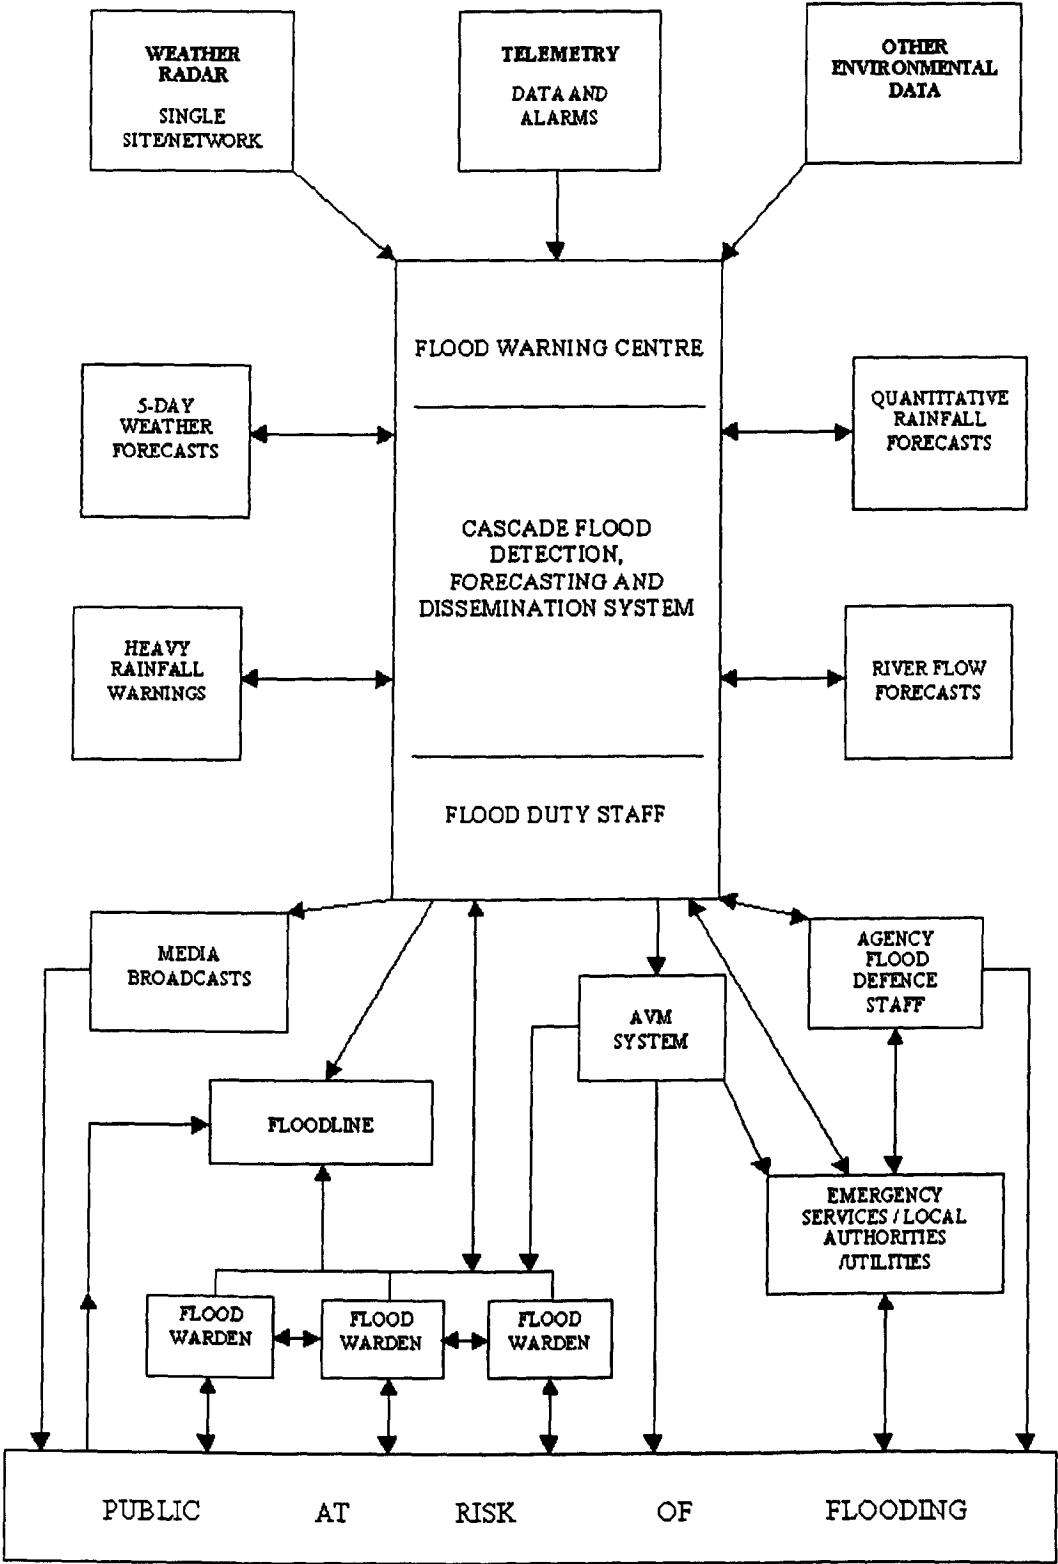 WEATHER
RADAR
SINGLE
SITE/NETWORK
TELEMETRY
DATA AND
ALARMS
OTHER
ENVIRONMENTAL
DATA
FLOOD WARNING CENTRE
5-DAY
WEATHER
FORECASTS
QUANTITATIVE
RAINFALL
FORECASTS
CASCADE FLOOD
DETECTION,
FORECASTING AND
DISSEMINATION SYSTEM
HEAVY
RAINFALL
WARNINGS
RIVER FLOW
FORECASTS
FLOOD DUTY STAFF
MEDIA
BROADCASTS
AGENCY
FLOOD
DEFENCE
STAFF
AVM
SYSTEM
FLOODLINE
EMERGENCY
SERVICES / LOCAL
AUTHORITIES
/UTILITIES
FLOOD
WARDEN
FLOOD
WARDEN
FLOOD
WARDEN
PUBLIC AT RISK OF FLOODING